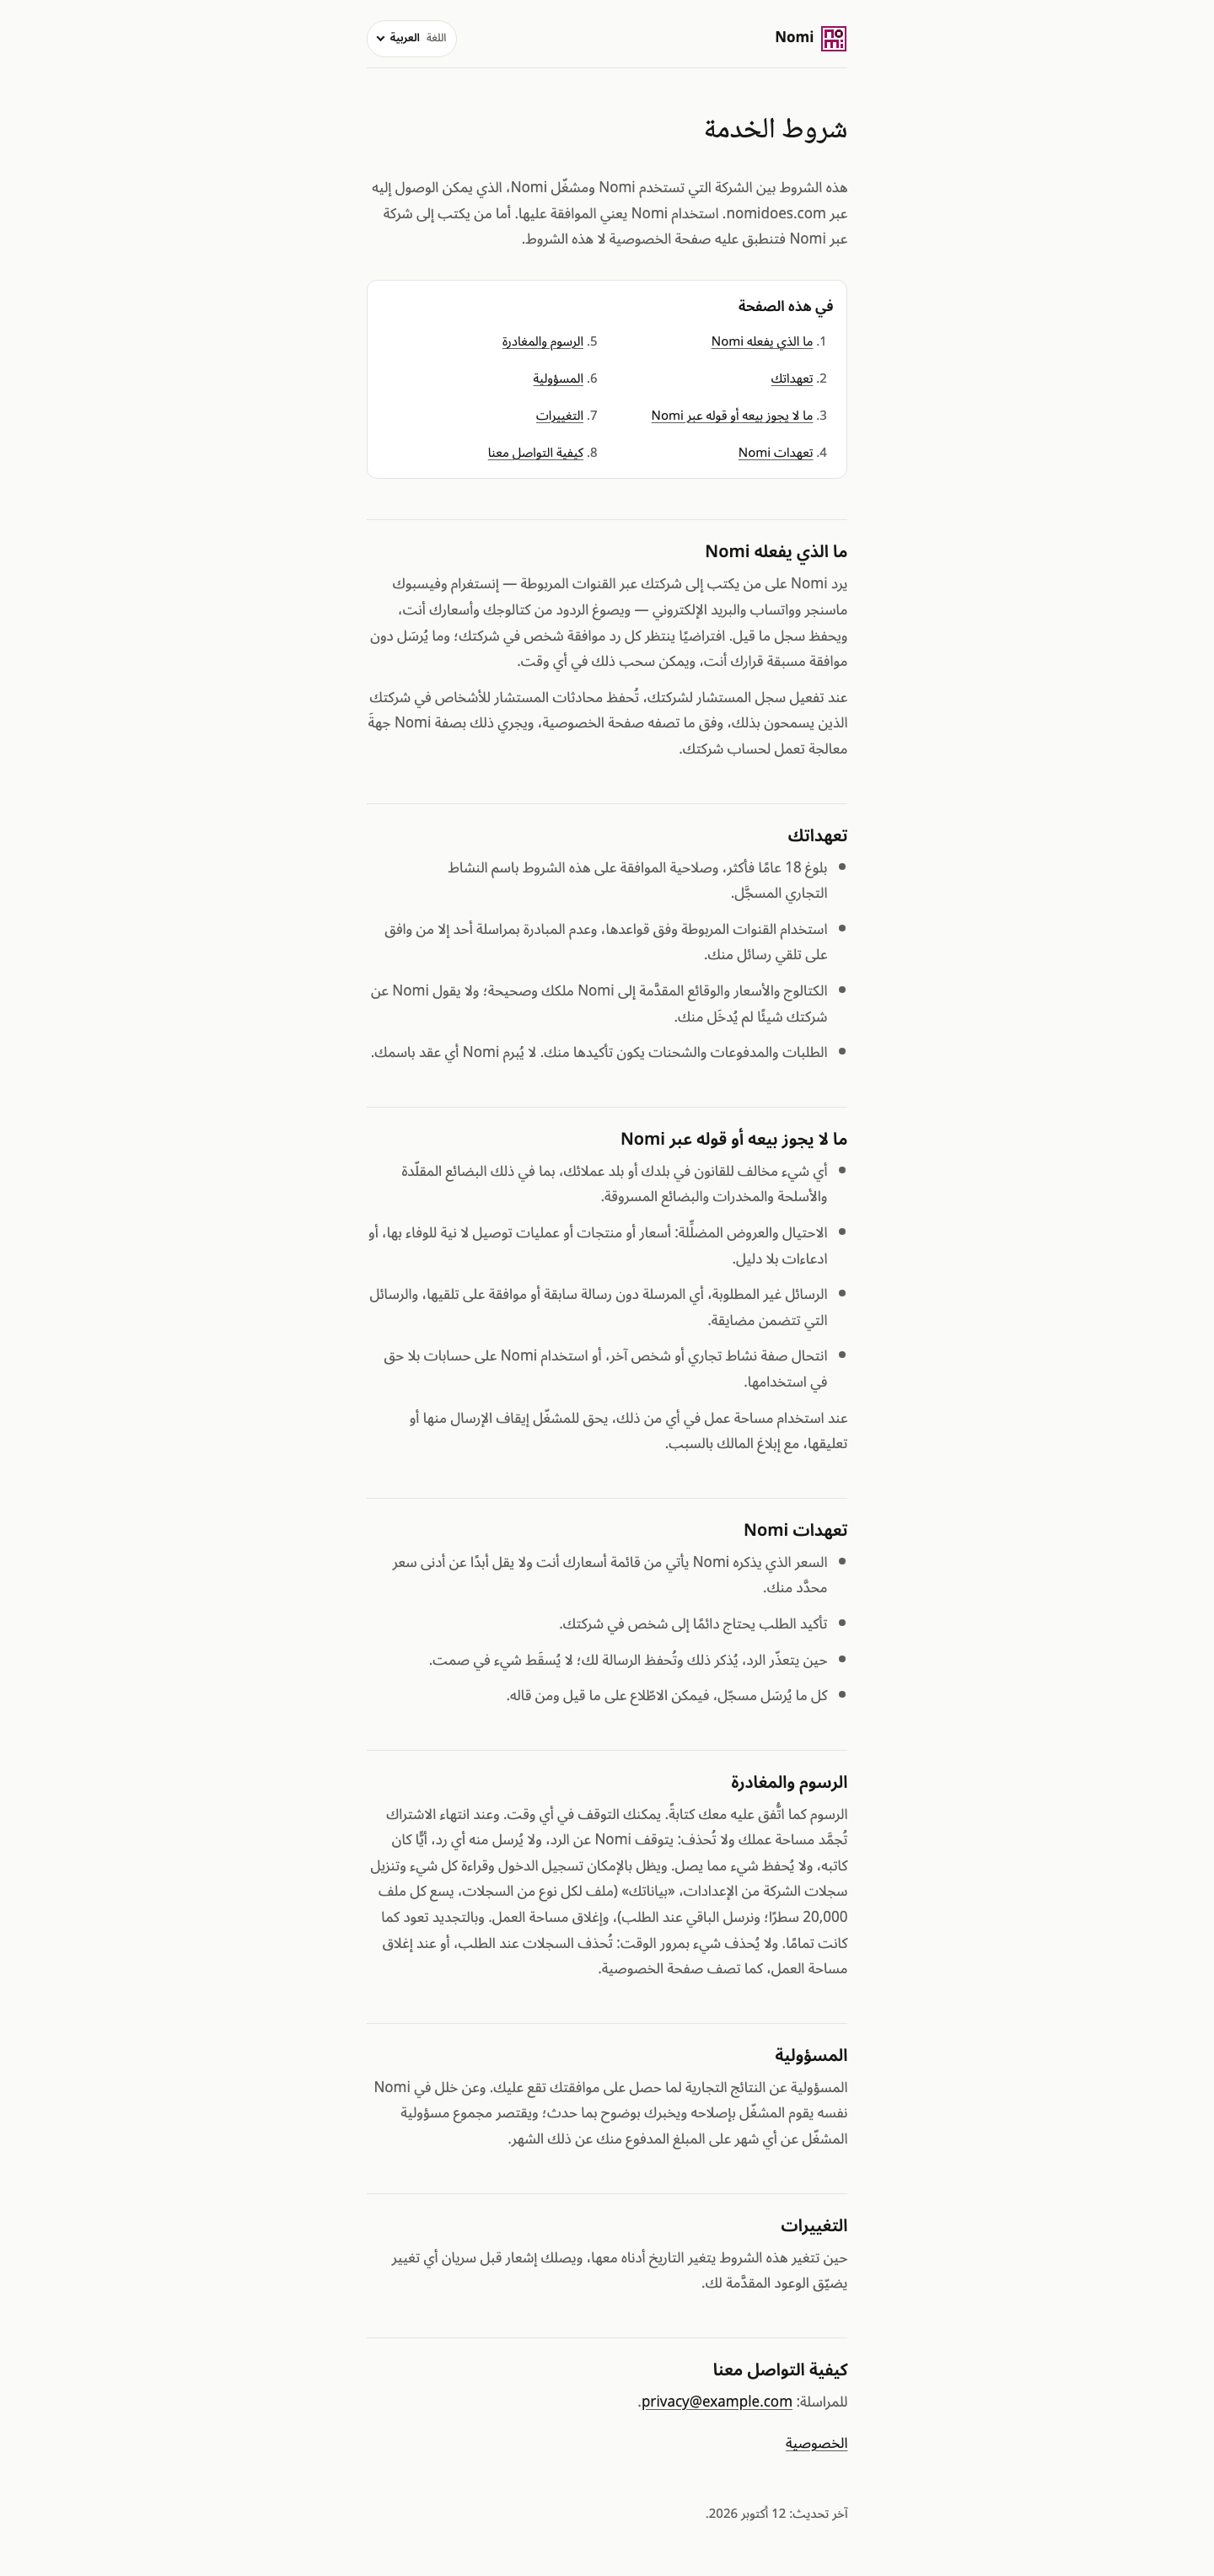 nomi Nomi
اللغة العربية
شروط الخدمة
هذه الشروط بين الشركة التي تستخدم Nomi ومشغّل Nomi، الذي يمكن الوصول إليه
عبر nomidoes.com. استخدام Nomi يعني الموافقة عليها. أما من يكتب إلى شركة
عبر Nomi فتنطبق عليه صفحة الخصوصية لا هذه الشروط.
في هذه الصفحة
1. ما الذي يفعله Nomi
2. تعهداتك
3. ما لا يجوز بيعه أو قوله عبر Nomi
4. تعهدات Nomi
5. الرسوم والمغادرة
6. المسؤولية
7. التغييرات
8. كيفية التواصل معنا
ما الذي يفعله Nomi
يرد Nomi على من يكتب إلى شركتك عبر القنوات المربوطة — إنستغرام وفيسبوك
ماسنجر وواتساب والبريد الإلكتروني — ويصوغ الردود من كتالوجك وأسعارك أنت،
ويحفظ سجل ما قيل. افتراضيًا ينتظر كل رد موافقة شخص في شركتك؛ وما يُرسَل دون
موافقة مسبقة قرارك أنت، ويمكن سحب ذلك في أي وقت.
عند تفعيل سجل المستشار لشركتك، تُحفظ محادثات المستشار للأشخاص في شركتك
الذين يسمحون بذلك، وفق ما تصفه صفحة الخصوصية، ويجري ذلك بصفة Nomi جهةَ
معالجة تعمل لحساب شركتك.
تعهداتك
بلوغ 18 عامًا فأكثر، وصلاحية الموافقة على هذه الشروط باسم النشاط
التجاري المسجَّل.
استخدام القنوات المربوطة وفق قواعدها، وعدم المبادرة بمراسلة أحد إلا من وافق
على تلقي رسائل منك.
الكتالوج والأسعار والوقائع المقدَّمة إلى Nomi ملكك وصحيحة؛ ولا يقول Nomi عن
شركتك شيئًا لم يُدخَل منك.
الطلبات والمدفوعات والشحنات يكون تأكيدها منك. لا يُبرم Nomi أي عقد باسمك.
ما لا يجوز بيعه أو قوله عبر Nomi
أي شيء مخالف للقانون في بلدك أو بلد عملائك، بما في ذلك البضائع المقلّدة
والأسلحة والمخدرات والبضائع المسروقة.
الاحتيال والعروض المضلِّلة: أسعار أو منتجات أو عمليات توصيل لا نية للوفاء بها، أو
ادعاءات بلا دليل.
الرسائل غير المطلوبة، أي المرسلة دون رسالة سابقة أو موافقة على تلقيها، والرسائل
التي تتضمن مضايقة.
انتحال صفة نشاط تجاري أو شخص آخر، أو استخدام Nomi على حسابات بلا حق
في استخدامها.
عند استخدام مساحة عمل في أي من ذلك، يحق للمشغّل إيقاف الإرسال منها أو
تعليقها، مع إبلاغ المالك بالسبب.
تعهدات Nomi
السعر الذي يذكره Nomi يأتي من قائمة أسعارك أنت ولا يقل أبدًا عن أدنى سعر
محدَّد منك.
تأكيد الطلب يحتاج دائمًا إلى شخص في شركتك.
حين يتعذّر الرد، يُذكر ذلك وتُحفظ الرسالة لك؛ لا يُسقَط شيء في صمت.
كل ما يُرسَل مسجّل، فيمكن الاطّلاع على ما قيل ومن قاله.
الرسوم والمغادرة
الرسوم كما اتُّفق عليه معك كتابةً. يمكنك التوقف في أي وقت. وعند انتهاء الاشتراك
تُجمَّد مساحة عملك ولا تُحذف: يتوقف Nomi عن الرد، ولا يُرسل منه أي رد، أيًّا كان
كاتبه، ولا يُحفظ شيء مما يصل. ويظل بالإمكان تسجيل الدخول وقراءة كل شيء وتنزيل
سجلات الشركة من الإعدادات، «بياناتك» (ملف لكل نوع من السجلات، يسع كل ملف
20,000 سطرًا؛ ونرسل الباقي عند الطلب)، وإغلاق مساحة العمل. وبالتجديد تعود كما
كانت تمامًا. ولا يُحذف شيء بمرور الوقت: تُحذف السجلات عند الطلب، أو عند إغلاق
مساحة العمل، كما تصف صفحة الخصوصية.
المسؤولية
المسؤولية عن النتائج التجارية لما حصل على موافقتك تقع عليك. وعن خلل في Nomi
نفسه يقوم المشغّل بإصلاحه ويخبرك بوضوح بما حدث؛ ويقتصر مجموع مسؤولية
المشغّل عن أي شهر على المبلغ المدفوع منك عن ذلك الشهر.
التغييرات
حين تتغير هذه الشروط يتغير التاريخ أدناه معها، ويصلك إشعار قبل سريان أي تغيير
يضيّق الوعود المقدَّمة لك.
كيفية التواصل معنا
للمراسلة: privacy@example.com.
الخصوصية
آخر تحديث: 12 أكتوبر 2026.